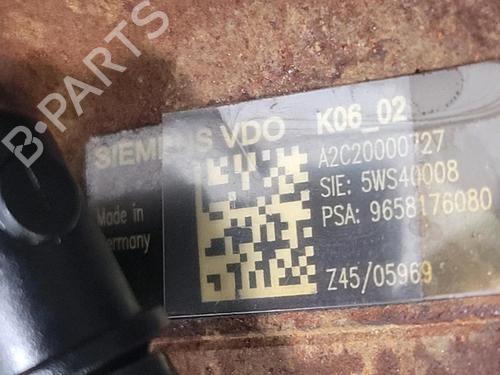 B-PARTS
SIEMENS VDO K06_02
A2C20000727
SIE: 5WS40008
PSA: 9658176080
Made in
Germany
Z45/05969